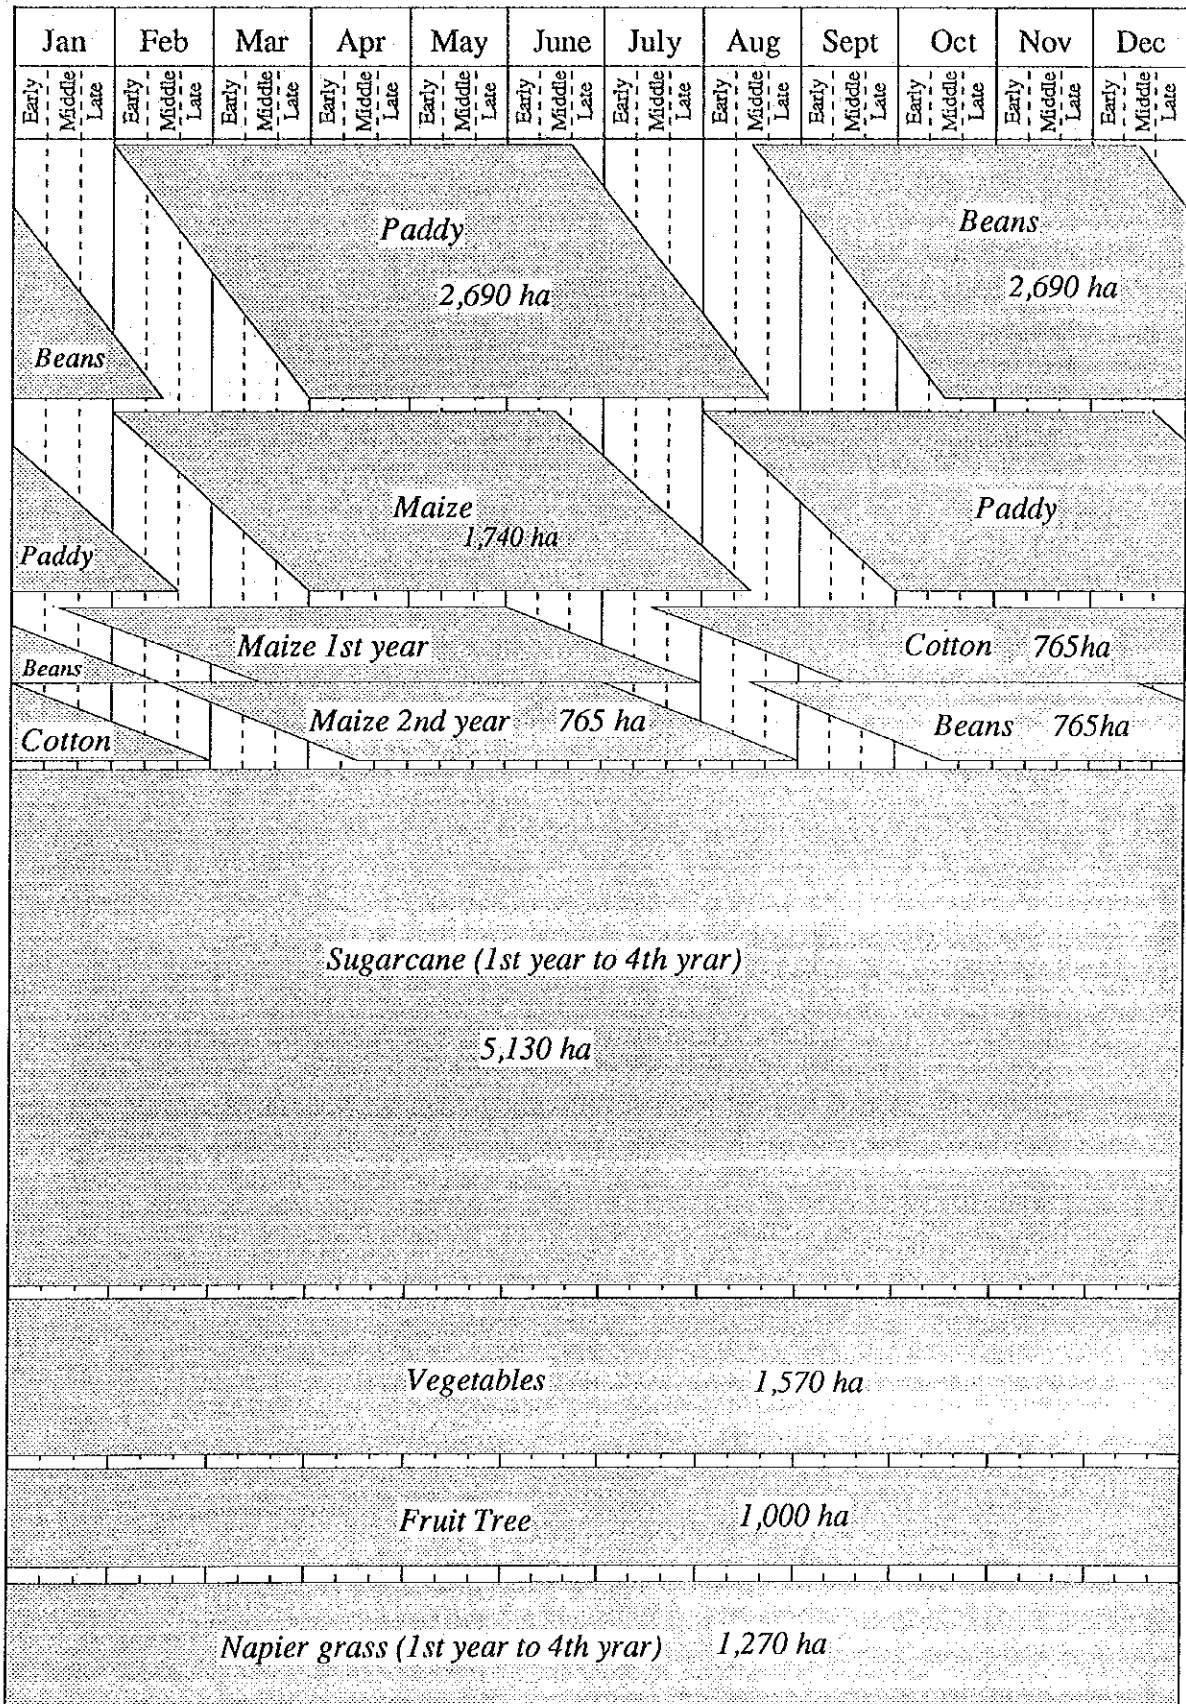 Jan Feb Mar Apr May June July Aug Sept Oct Nov Dec
Early Middle Late Early Middle Late Early Middle Late Early Middle Late Early Middle Late Early Middle Late Early Middle Late Early Middle Late Early Middle Late Early Middle Late Early Middle Late Early Middle Late
Paddy Beans
2,690 ha 2,690 ha
Beans
Maize Paddy
1,740 ha
Paddy
Maize 1st year Cotton 765ha
Beans
Maize 2nd year 765 ha Beans 765ha
Cotton
Sugarcane (1st year to 4th yrar)
5,130 ha
Vegetables 1,570 ha
Fruit Tree 1,000 ha
Napier grass (1st year to 4th yrar) 1,270 ha